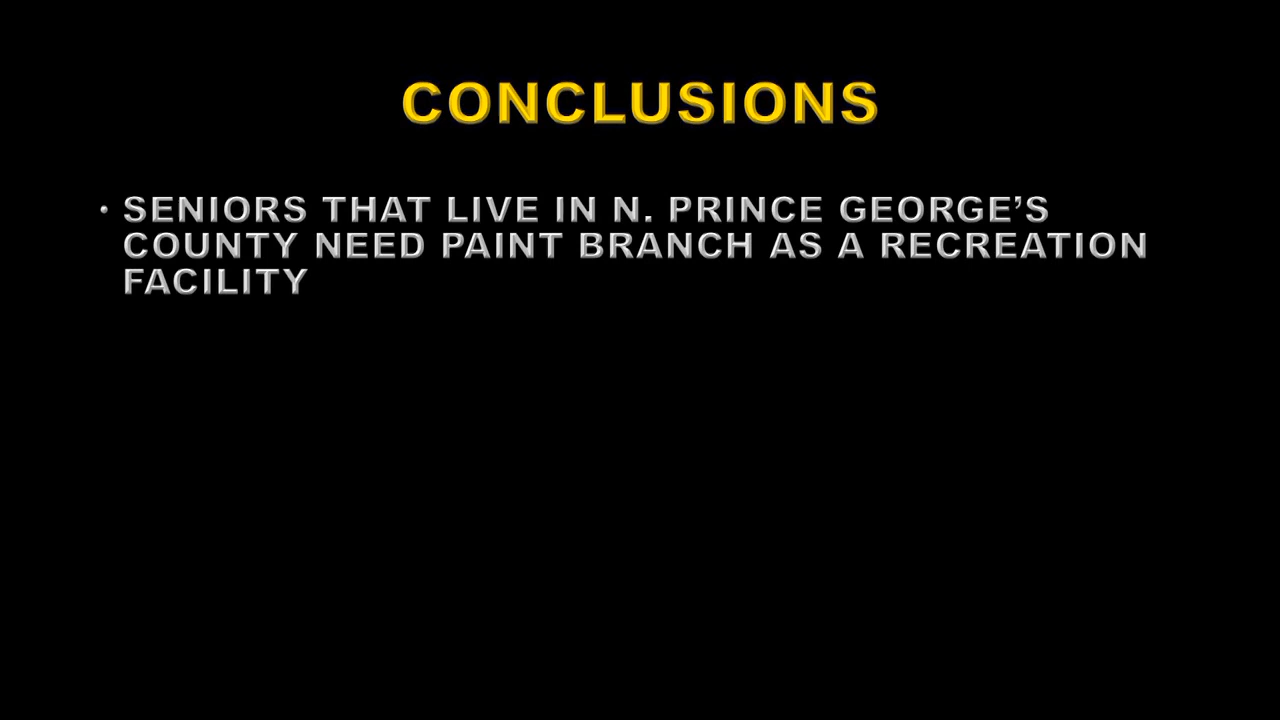 CONCLUSIONS
• SENIORS THAT LIVE IN N. PRINCE GEORGE’S
COUNTY NEED PAINT BRANCH AS A RECREATION
FACILITY